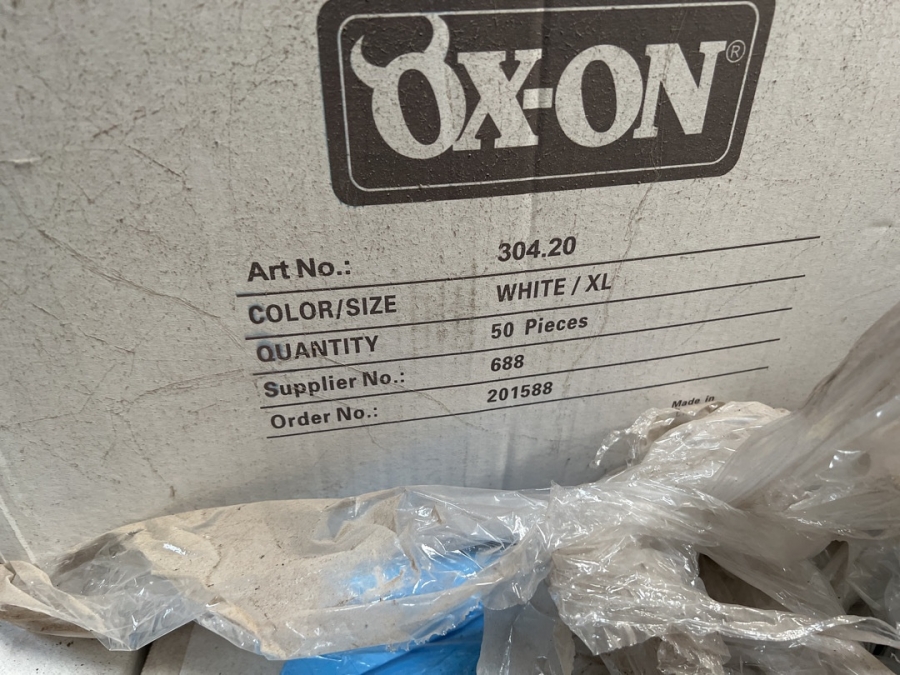 OX-ON®
Art No.: 304.20
COLOR/SIZE WHITE / XL
QUANTITY 50 Pieces
Supplier No.: 688
Order No.: 201588
Made in